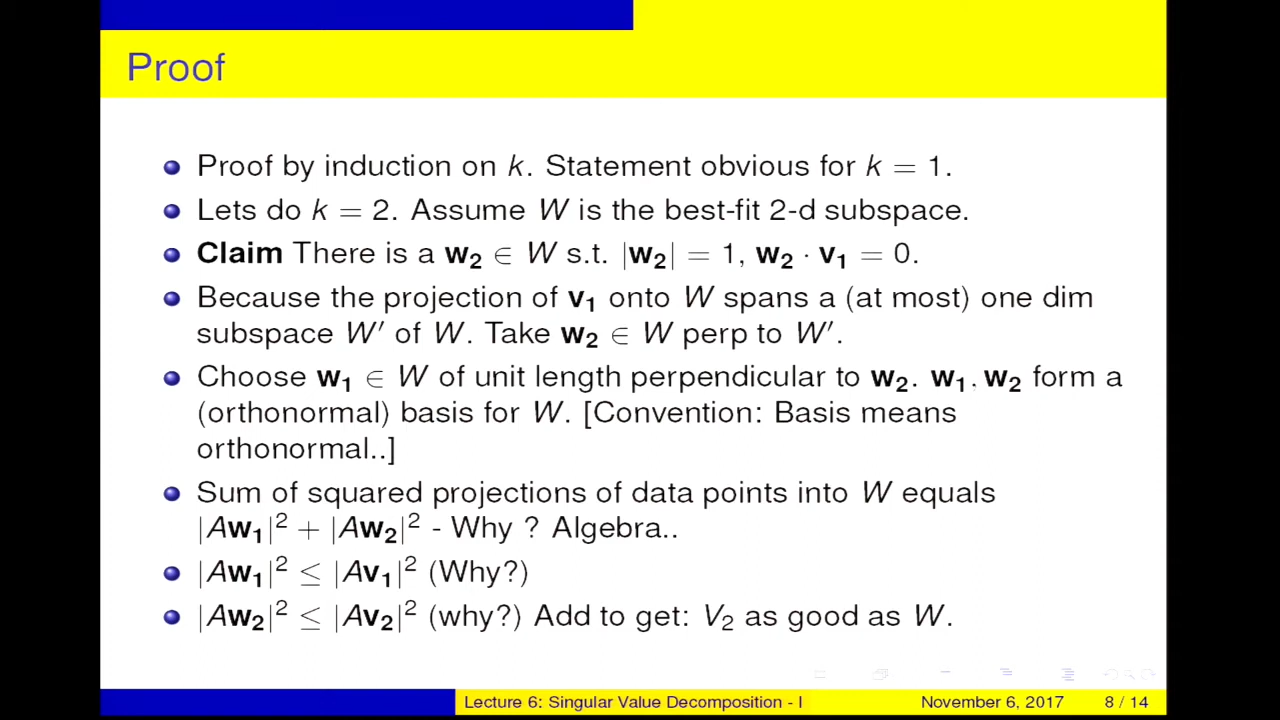 Proof
Proof by induction on k. Statement obvious for k = 1.
Lets do k = 2. Assume W is the best-fit 2-d subspace.
Claim There is a w₂ ∈ W s.t. |w₂| = 1, w₂ · v₁ = 0.
Because the projection of v₁ onto W spans a (at most) one dim
subspace W′ of W. Take w₂ ∈ W perp to W′.
Choose w₁ ∈ W of unit length perpendicular to w₂. w₁, w₂ form a
(orthonormal) basis for W. [Convention: Basis means
orthonormal..]
Sum of squared projections of data points into W equals
|Aw₁|² + |Aw₂|² - Why ? Algebra..
|Aw₁|² ≤ |Av₁|² (Why?)
|Aw₂|² ≤ |Av₂|² (why?) Add to get: V₂ as good as W.
Lecture 6: Singular Value Decomposition - I November 6, 2017 8 / 14